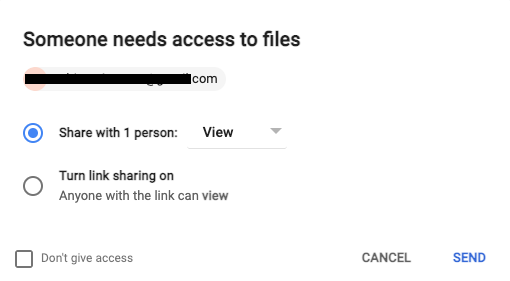 Someone needs access to files
.com
Share with 1 person: View
Turn link sharing on
Anyone with the link can view
Don't give access CANCEL SEND